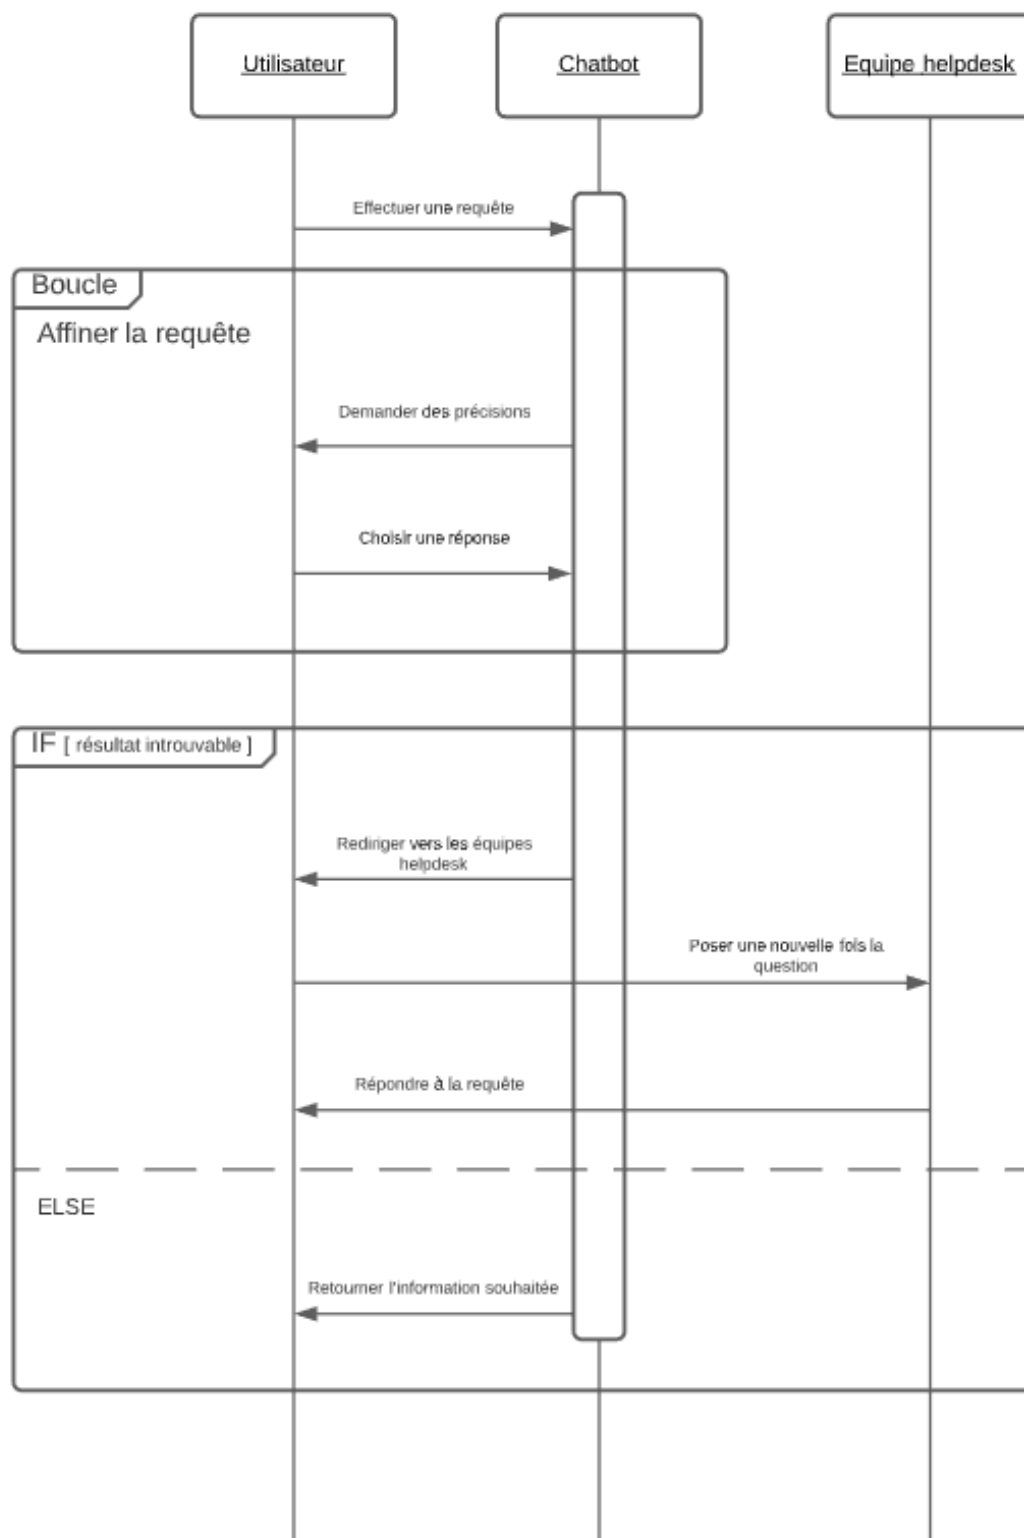 Utilisateur
Chatbot
Equipe helpdesk
Effectuer une requête
Boucle
Affiner la requête
Demander des précisions
Choisir une réponse
IF [ résultat introuvable ]
Rediriger vers les équipes
helpdesk
Poser une nouvelle fois la
question
Répondre à la requête
ELSE
Retourner l'information souhaitée